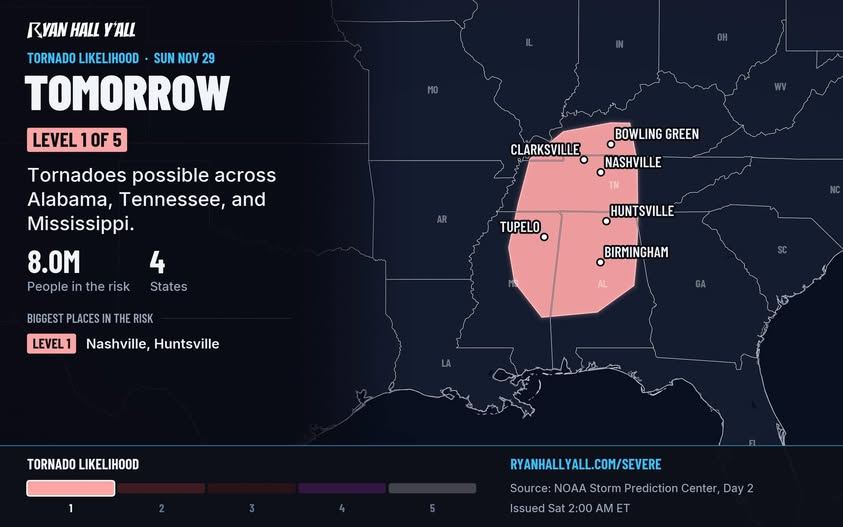 RYAN HALL Y'ALL
TORNADO LIKELIHOOD · SUN NOV 29
TOMORROW
LEVEL 1 OF 5
Tornadoes possible across
Alabama, Tennessee, and
Mississippi.
8.0M
People in the risk
4
States
BIGGEST PLACES IN THE RISK
LEVEL 1
Nashville, Huntsville
IL
IN
OH
MO
WV
BOWLING GREEN
CLARKSVILLE
NASHVILLE
TN
NC
AR
HUNTSVILLE
TUPELO
SC
BIRMINGHAM
AL
GA
LA
FL
TORNADO LIKELIHOOD
1
2
3
4
5
RYANHALLYALL.COM/SEVERE
Source: NOAA Storm Prediction Center, Day 2
Issued Sat 2:00 AM ET